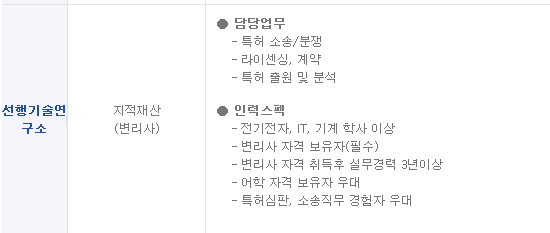 선행기술연
구소
지적재산
(변리사)
● 담당업무
- 특허 소송/분쟁
- 라이센싱, 계약
- 특허 출원 및 분석
● 인력스펙
- 전기전자, IT, 기계 학사 이상
- 변리사 자격 보유자(필수)
- 변리사 자격 취득후 실무경력 3년이상
- 어학 자격 보유자 우대
- 특허심판, 소송직무 경험자 우대